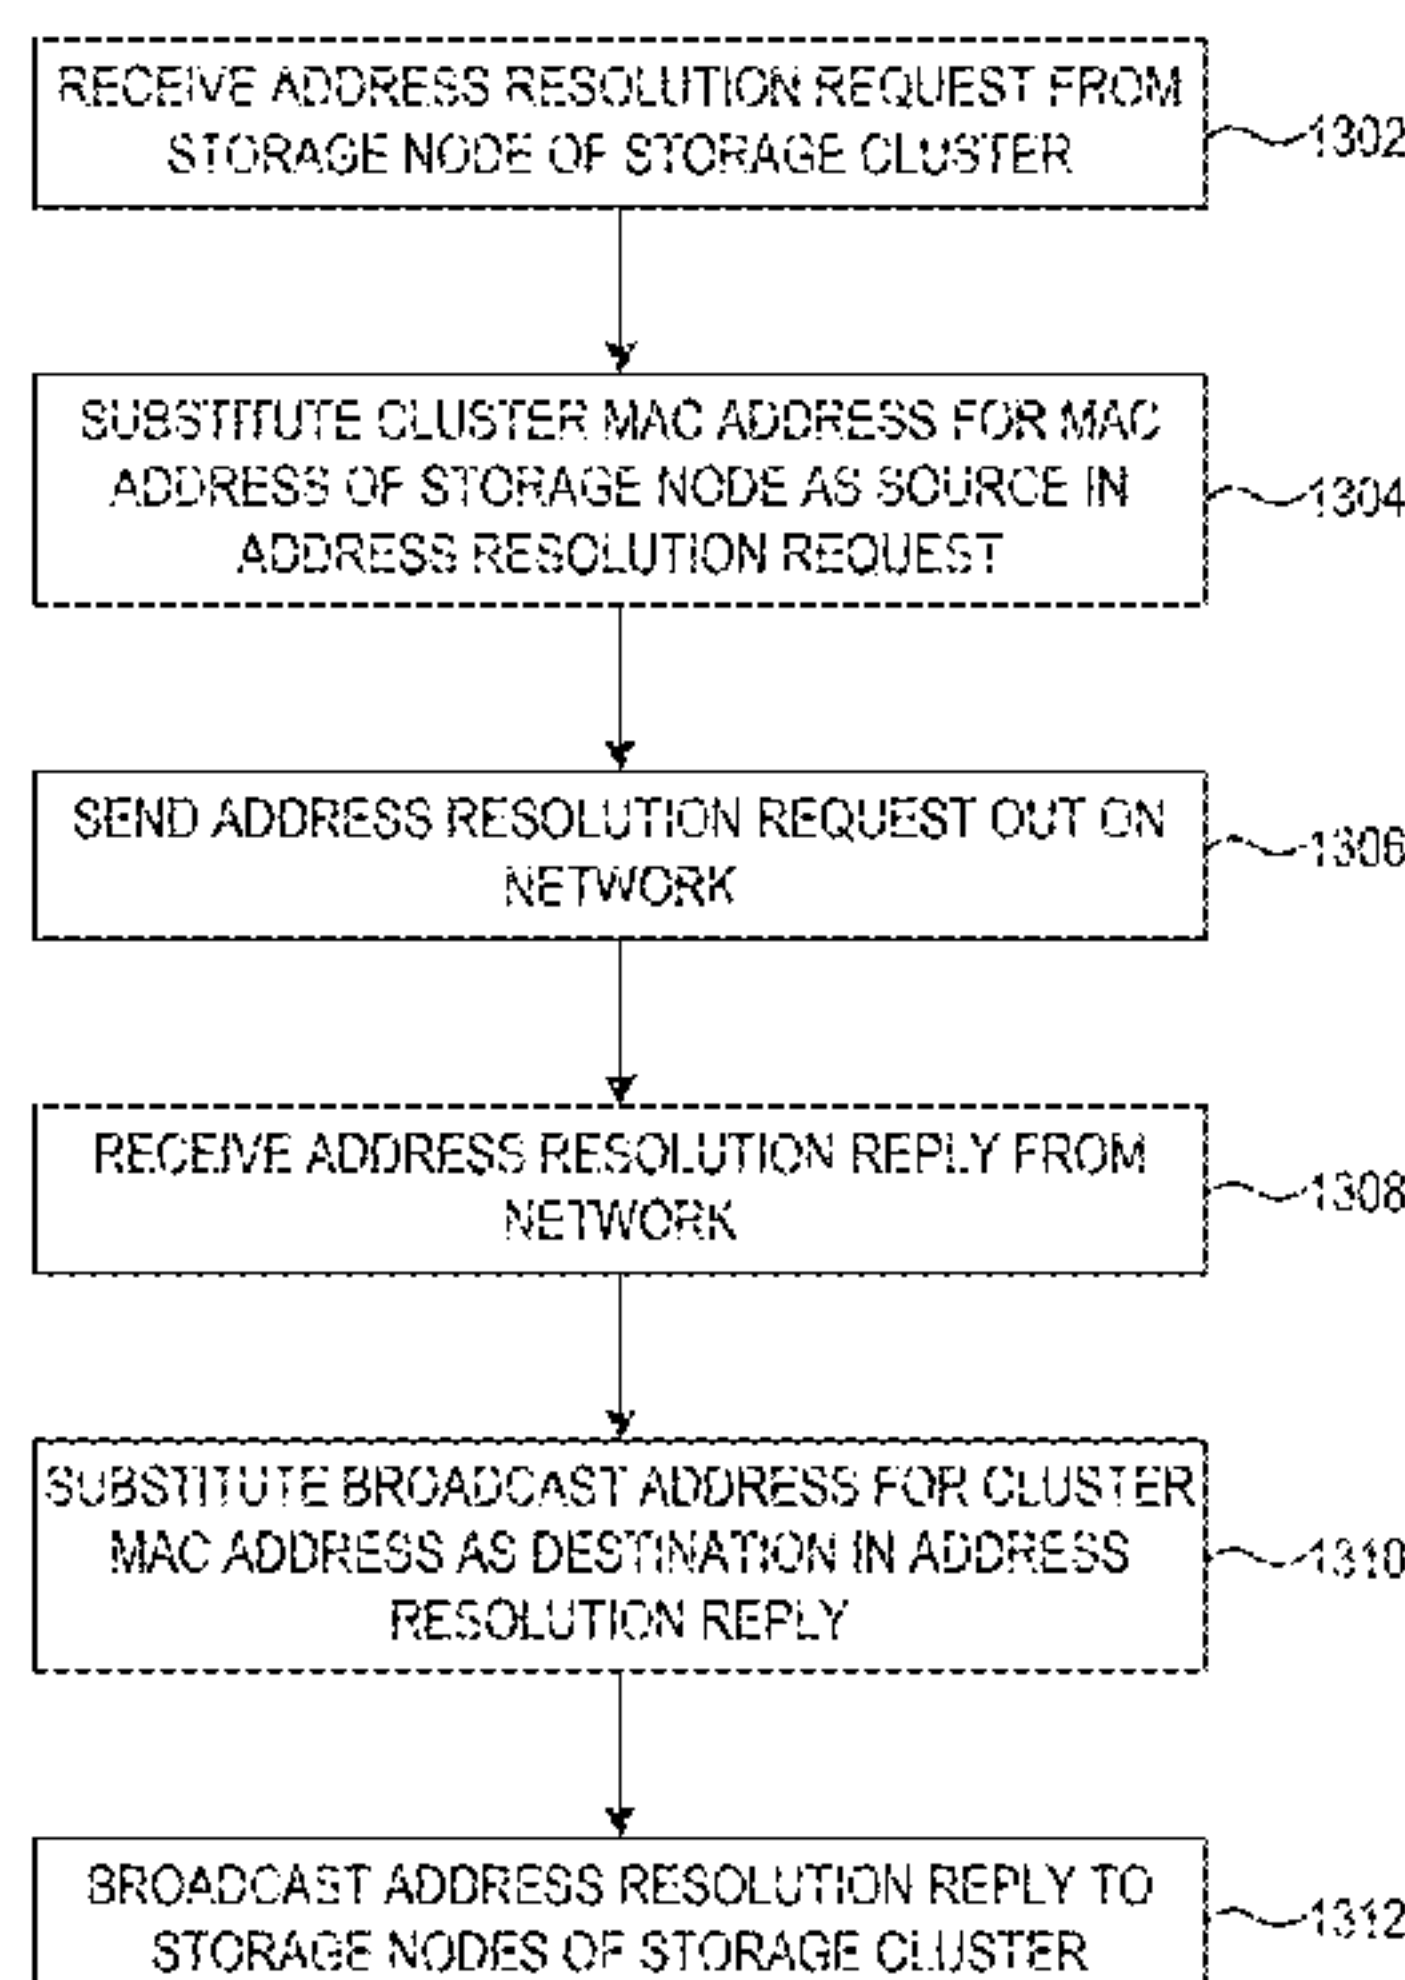 RECEIVE ADDRESS RESOLUTION REQUEST FROM
STORAGE NODE OF STORAGE CLUSTER
1302
SUBSTITUTE CLUSTER MAC ADDRESS FOR MAC
ADDRESS OF STORAGE NODE AS SOURCE IN
ADDRESS RESOLUTION REQUEST
1304
SEND ADDRESS RESOLUTION REQUEST OUT ON
NETWORK
1306
RECEIVE ADDRESS RESOLUTION REPLY FROM
NETWORK
1308
SUBSTITUTE BROADCAST ADDRESS FOR CLUSTER
MAC ADDRESS AS DESTINATION IN ADDRESS
RESOLUTION REPLY
1310
BROADCAST ADDRESS RESOLUTION REPLY TO
STORAGE NODES OF STORAGE CLUSTER
1312